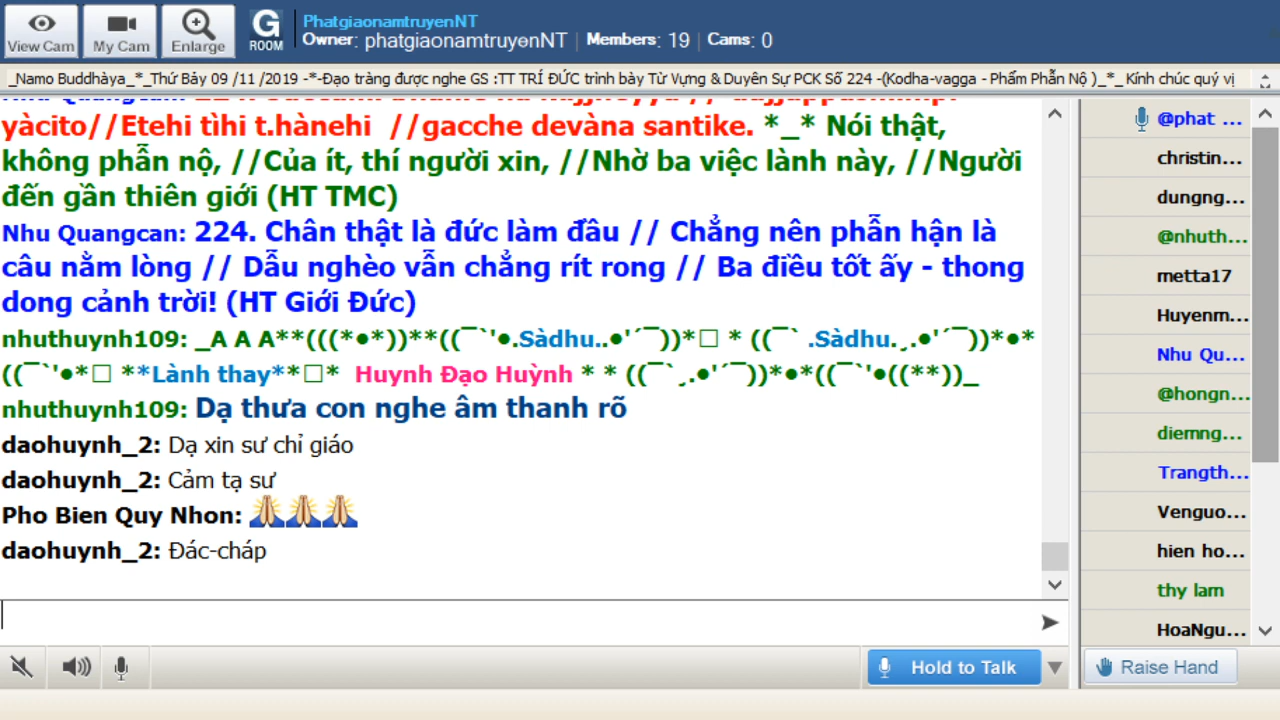 View Cam
My Cam
Enlarge
G
ROOM
PhatgiaonamtruyenNT
Owner: phatgiaonamtruyenNT | Members: 19 | Cams: 0
_Namo Buddhàya_*_Thứ Bảy 09 /11 /2019 -*-Đạo tràng được nghe GS :TT TRÍ ĐỨC trình bày Từ Vựng & Duyên Sự PCK Số 224 -(Kodha-vagga - Phẩm Phẫn Nộ )_*_ Kính chúc quý vị
yàcito//Etehi tìhi t.hànehi //gacche devàna santike. *_* Nói thật,
không phẫn nộ, //Của ít, thí người xin, //Nhờ ba việc lành này, //Người
đến gần thiên giới (HT TMC)
Nhu Quangcan: 224. Chân thật là đức làm đầu // Chẳng nên phẫn hận là
câu nằm lòng // Dẫu nghèo vẫn chẳng rít rong // Ba điều tốt ấy - thong
dong cảnh trời! (HT Giới Đức)
nhuthuynh109: _A A A**(((*•*))**((¯`'•.Sàdhu..•'´¯))*□ * ((¯` .Sàdhu.¸.•'´¯))*•*
((¯`'•*□ **Lành thay**□* Huynh Đạo Huỳnh * * ((¯`¸.•'´¯))*•*((¯`'•((**))_
nhuthuynh109: Dạ thưa con nghe âm thanh rõ
daohuynh_2: Dạ xin sư chỉ giáo
daohuynh_2: Cảm tạ sư
Pho Bien Quy Nhon: 🙏🙏🙏
daohuynh_2: Đác-cháp
@phat ...
christin...
dungng...
@nhuth...
metta17
Huyenm...
Nhu Qu...
@hongn...
diemng...
Trangth...
Venguo...
hien ho...
thy lam
HoaNgu...
Hold to Talk
Raise Hand